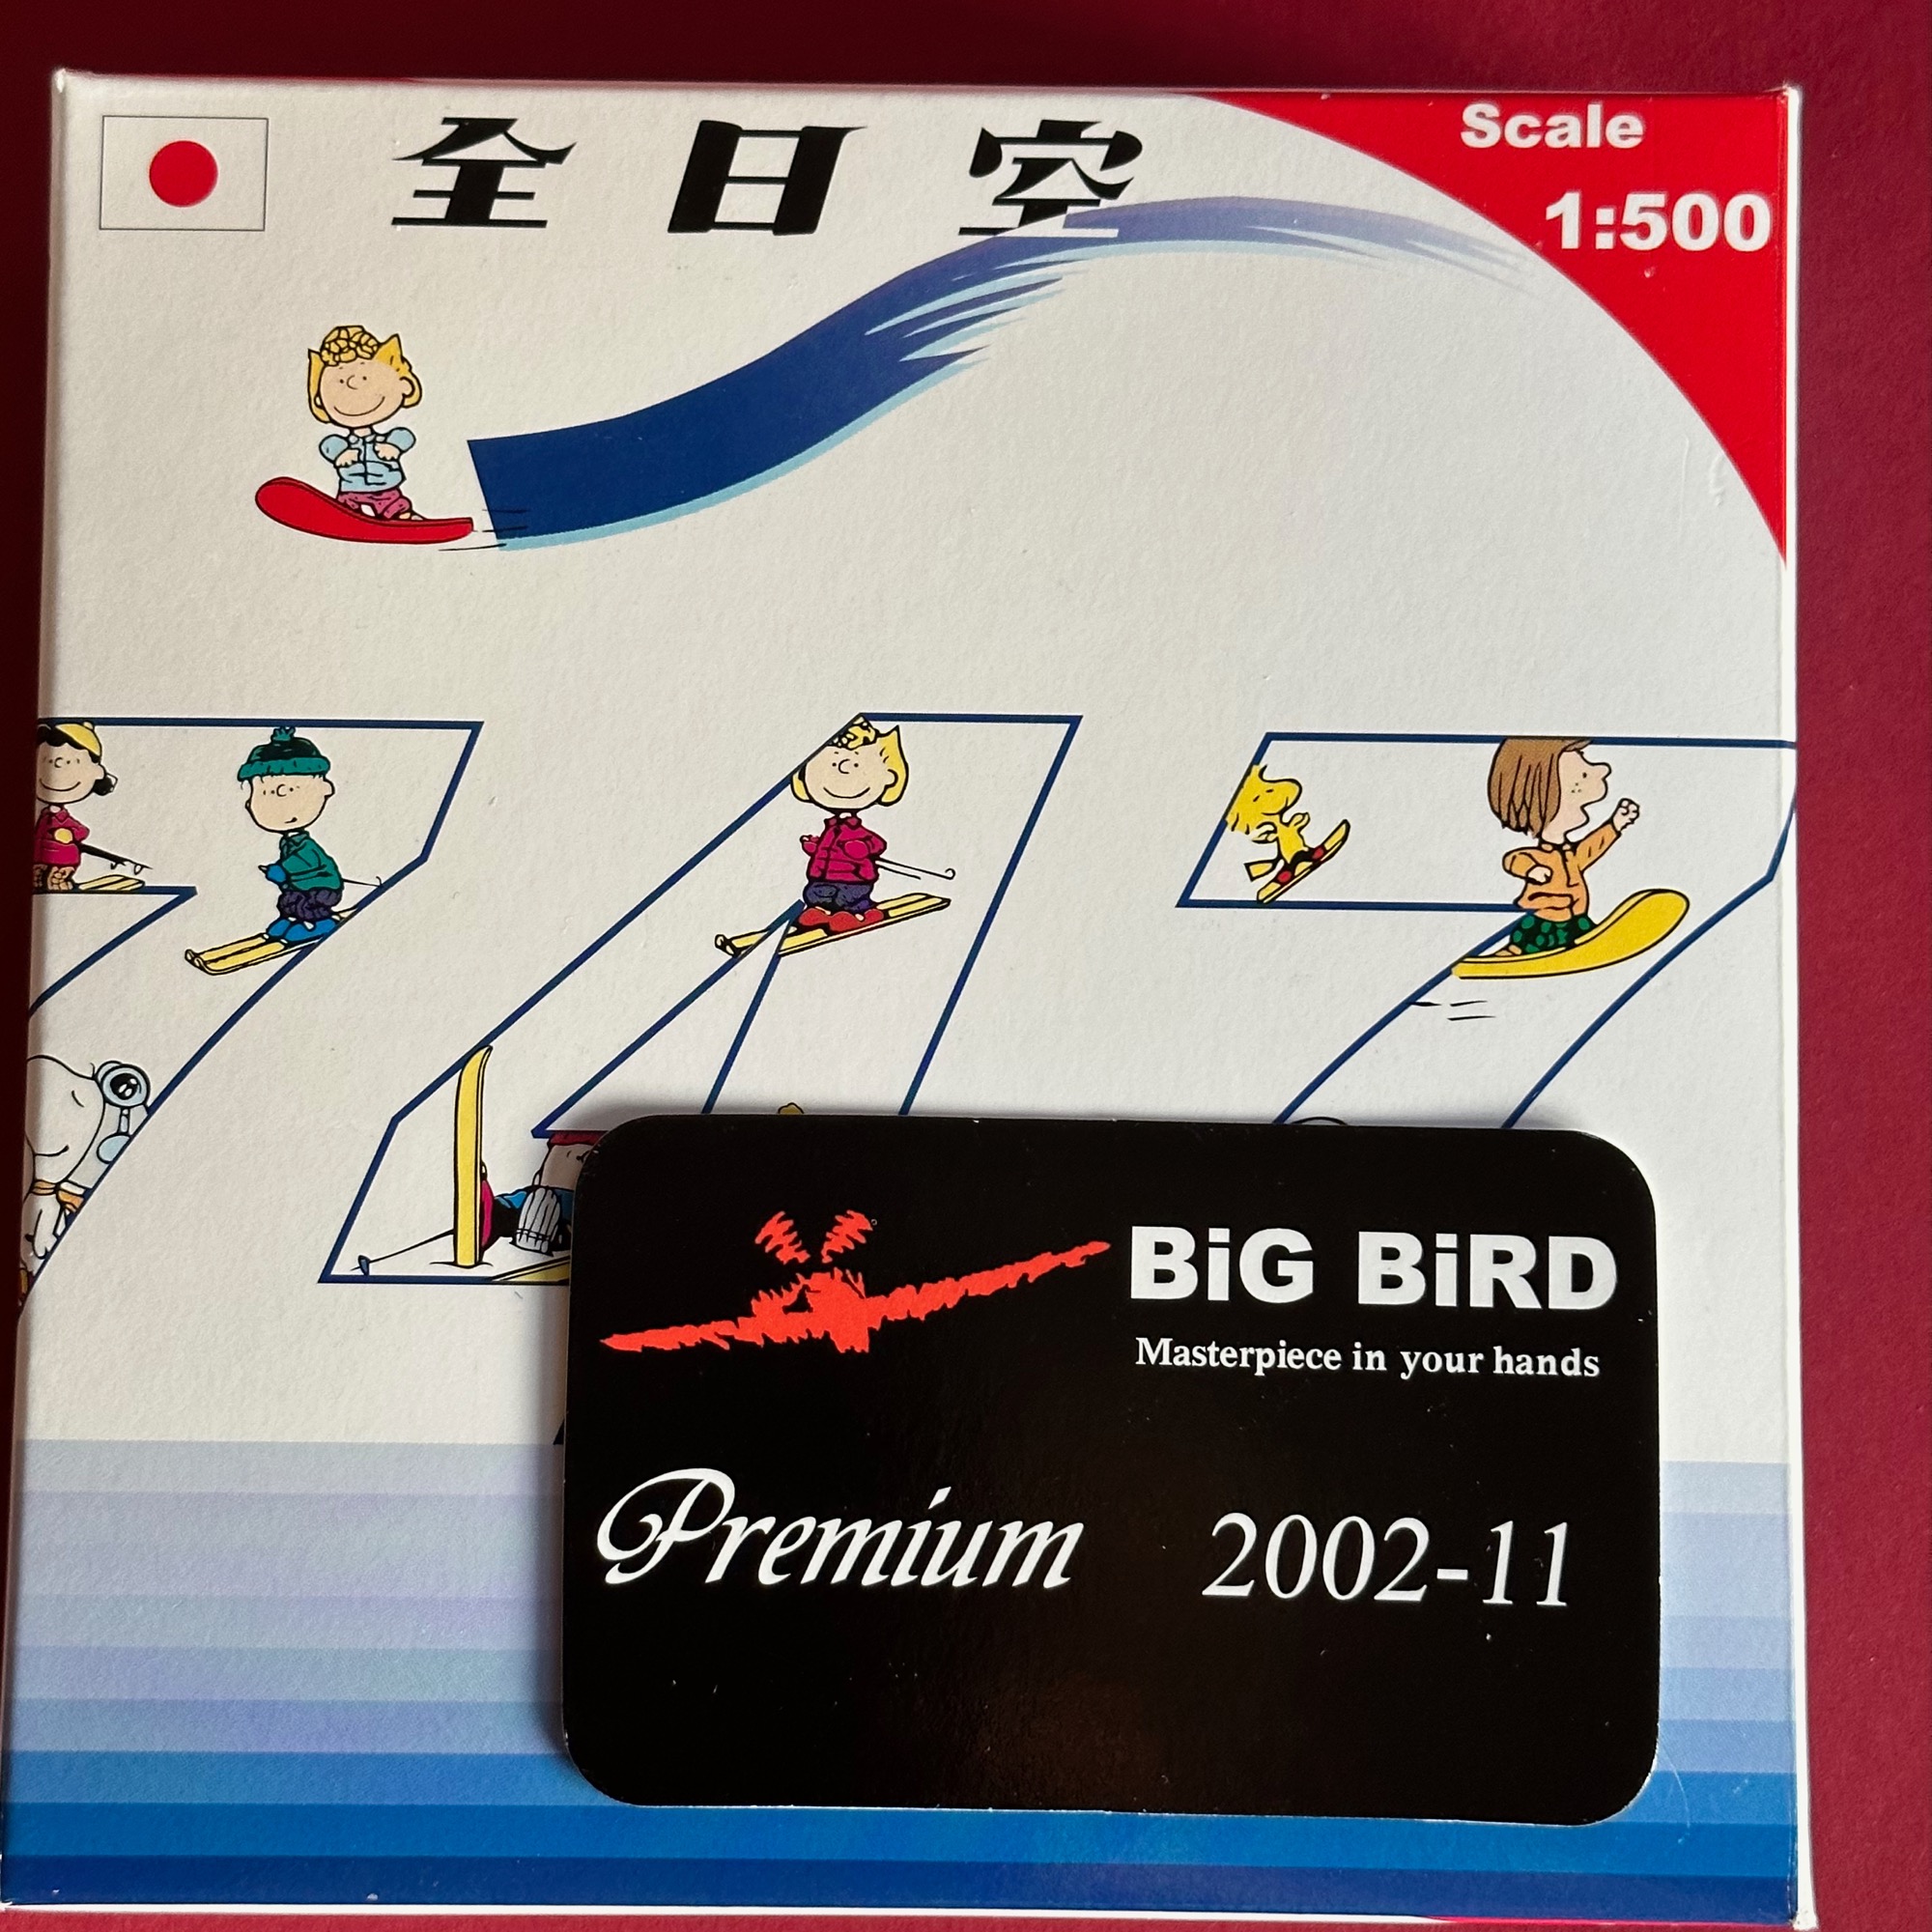 全日空
Scale
1:500
747
BiG BiRD
Masterpiece in your hands
Premium 2002-11